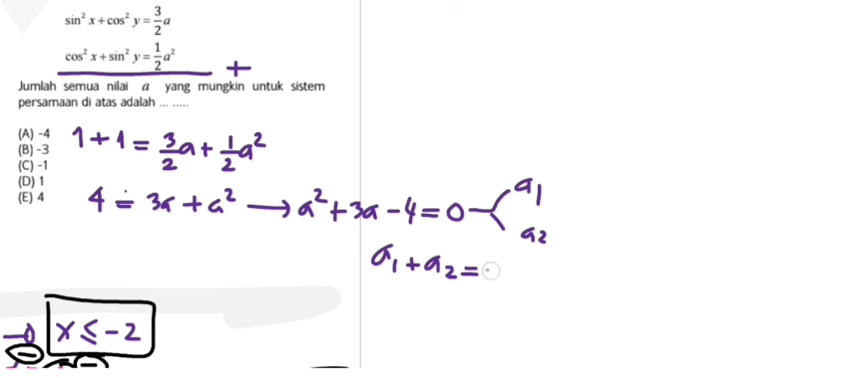 sin² x + cos² y = 3/2 a
cos² x + sin² y = 1/2 a²
+
Jumlah semua nilai a yang mungkin untuk sistem
persamaan di atas adalah ... ......
(A) -4
(B) -3
(C) -1
(D) 1
(E) 4
1 + 1 = 3/2 a + 1/2 a²
4 = 3a + a² → a² + 3a - 4 = 0
a1
a2
a1 + a2 =
x ≤ -2